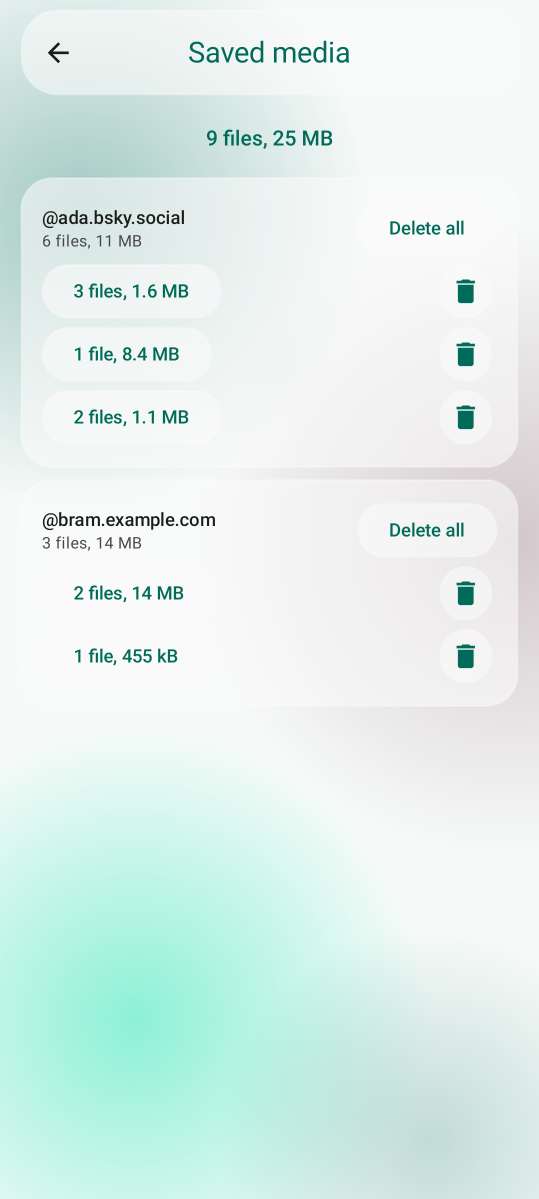 Saved media
9 files, 25 MB
@ada.bsky.social
6 files, 11 MB
Delete all
3 files, 1.6 MB
1 file, 8.4 MB
2 files, 1.1 MB
@bram.example.com
3 files, 14 MB
Delete all
2 files, 14 MB
1 file, 455 kB